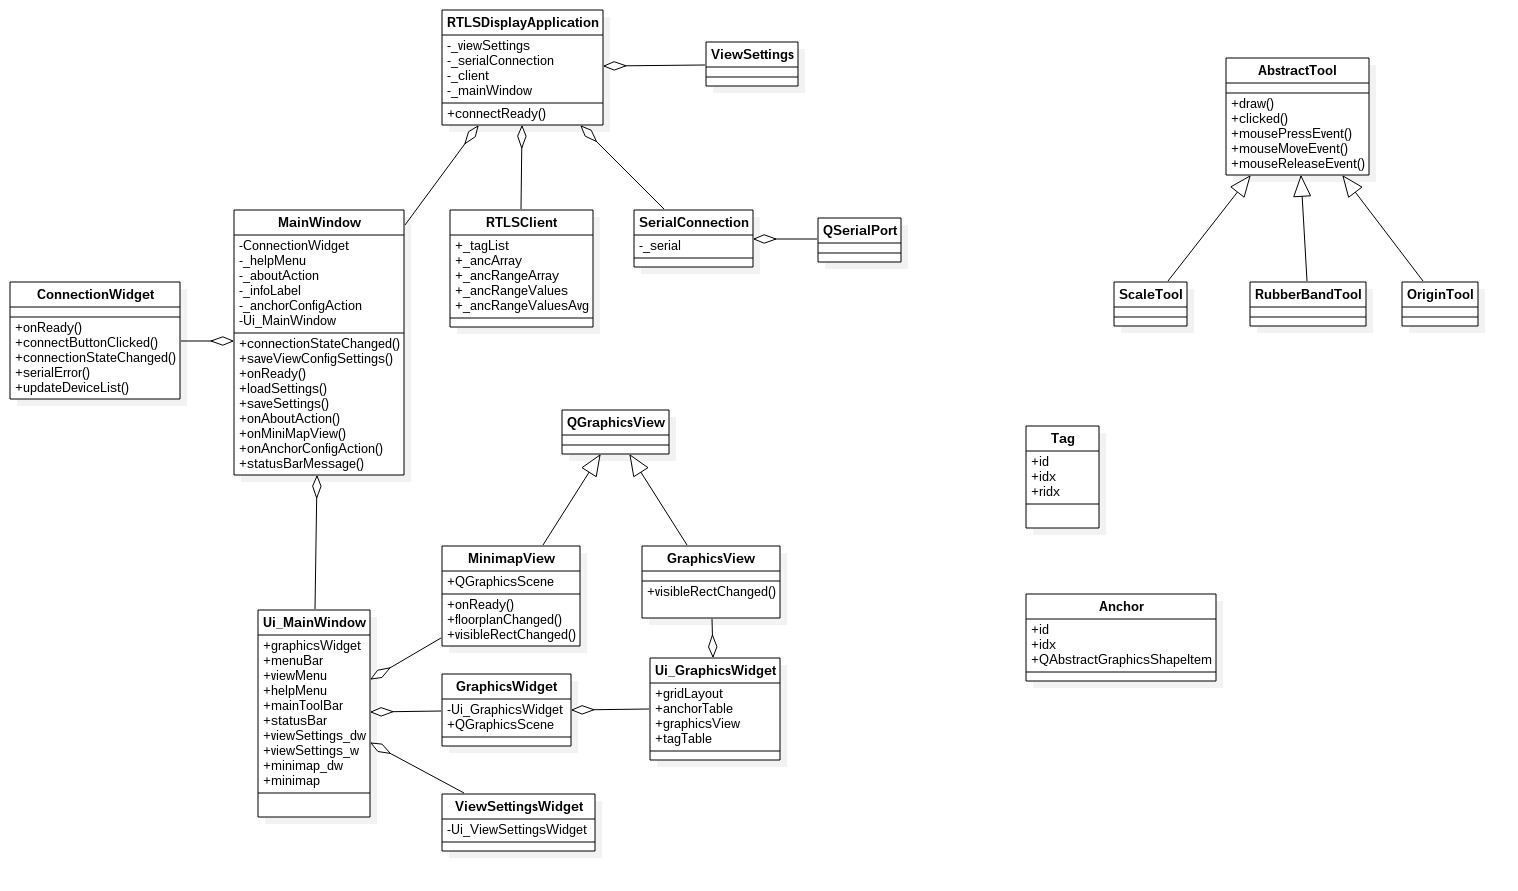 RTLSDisplayApplication
-_viewSettings
-_serialConnection
-_client
-_mainWindow
+connectReady()
ViewSettings
MainWindow
-ConnectionWidget
-_helpMenu
-_aboutAction
-_infoLabel
-_anchorConfigAction
-Ui_MainWindow
+connectionStateChanged()
+saveViewConfigSettings()
+onReady()
+loadSettings()
+saveSettings()
+onAboutAction()
+onMiniMapView()
+onAnchorConfigAction()
+statusBarMessage()
RTLSClient
+_tagList
+_ancArray
+_ancRangeArray
+_ancRangeValues
+_ancRangeValuesAvg
SerialConnection
-_serial
QSerialPort
ConnectionWidget
+onReady()
+connectButtonClicked()
+connectionStateChanged()
+serialError()
+updateDeviceList()
QGraphicsView
MinimapView
+QGraphicsScene
+onReady()
+floorplanChanged()
+visibleRectChanged()
GraphicsView
+visibleRectChanged()
Ui_MainWindow
+graphicsWidget
+menuBar
+viewMenu
+helpMenu
+mainToolBar
+statusBar
+viewSettings_dw
+viewSettings_w
+minimap_dw
+minimap
GraphicsWidget
-Ui_GraphicsWidget
+QGraphicsScene
Ui_GraphicsWidget
+gridLayout
+anchorTable
+graphicsView
+tagTable
ViewSettingsWidget
-Ui_ViewSettingsWidget
AbstractTool
+draw()
+clicked()
+mousePressEvent()
+mouseMoveEvent()
+mouseReleaseEvent()
ScaleTool
RubberBandTool
OriginTool
Tag
+id
+idx
+ridx
Anchor
+id
+idx
+QAbstractGraphicsShapeItem